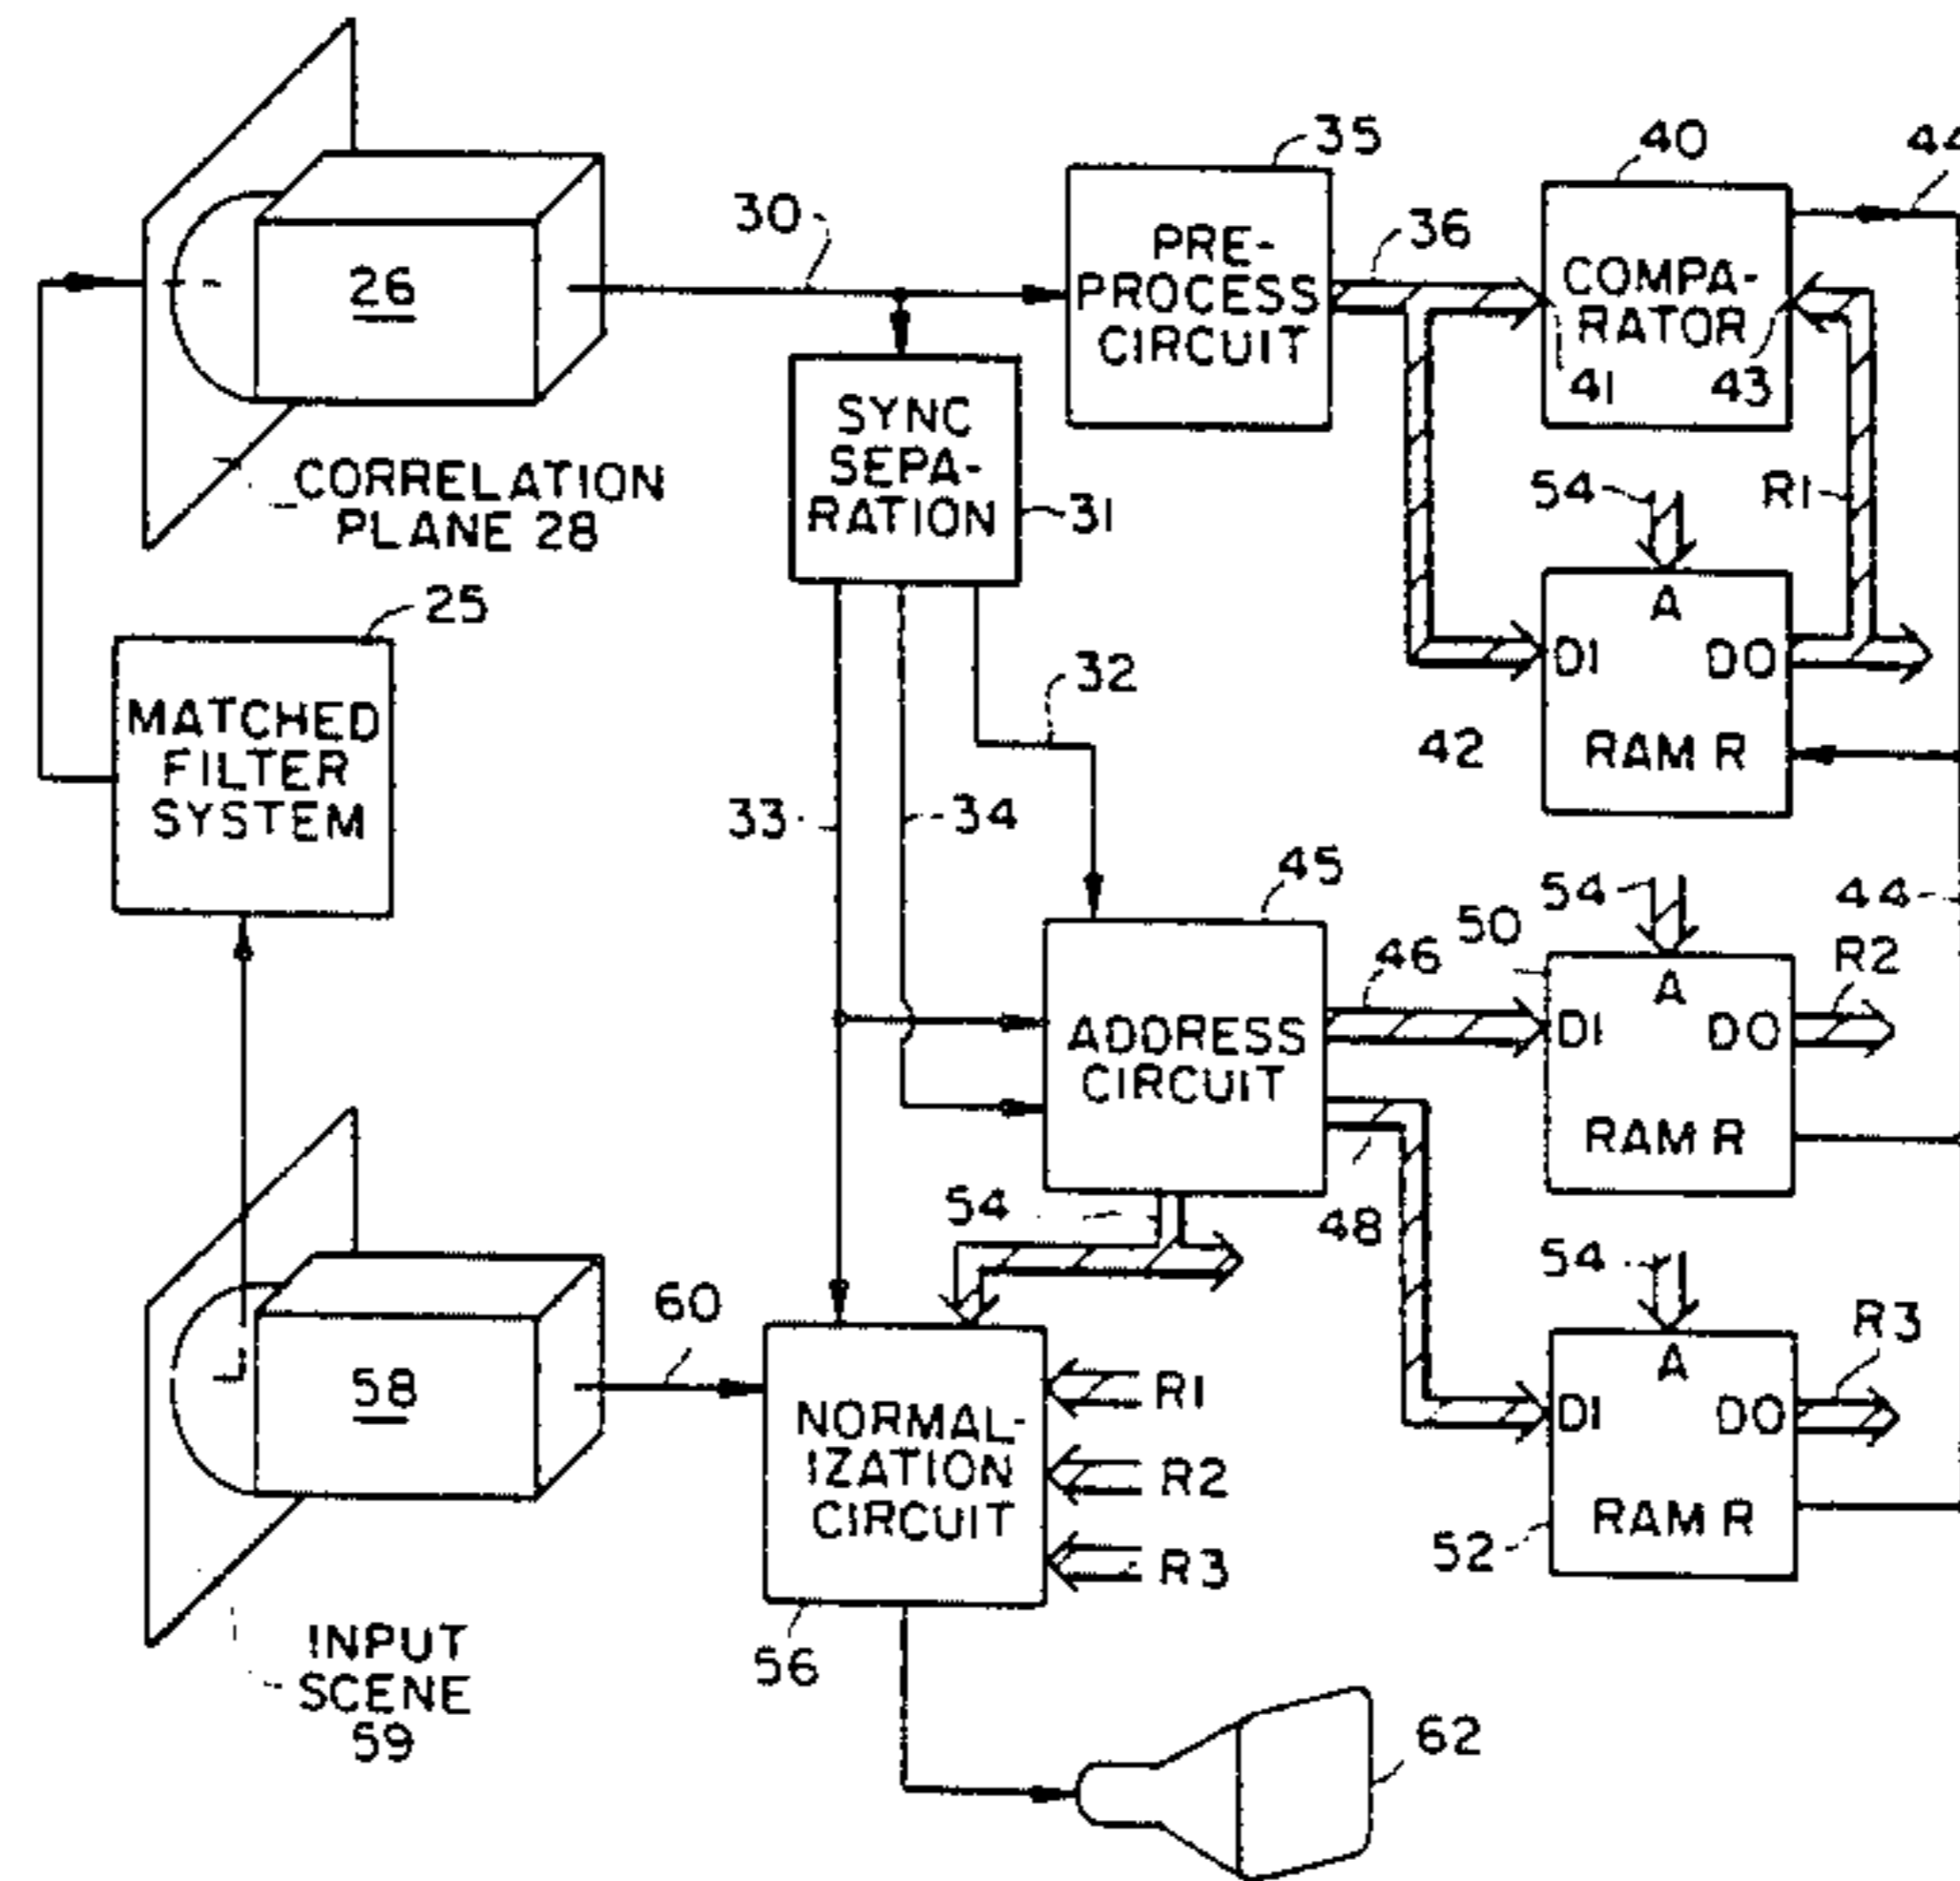 35
40
44
30
PRE-
PROCESS
CIRCUIT
36
COMPA-
RATOR
26
41
43
SYNC
SEPA-
RATION
31
CORRELATION
PLANE 28
54
R1
25
A
DI
DO
RAM R
42
32
MATCHED
FILTER
SYSTEM
33
34
45
54
44
50
46
R2
A
DI
DO
RAM R
ADDRESS
CIRCUIT
54
48
54
60
R3
A
DI
DO
RAM R
52
58
NORMAL-
IZATION
CIRCUIT
R1
R2
R3
56
INPUT
SCENE
59
62